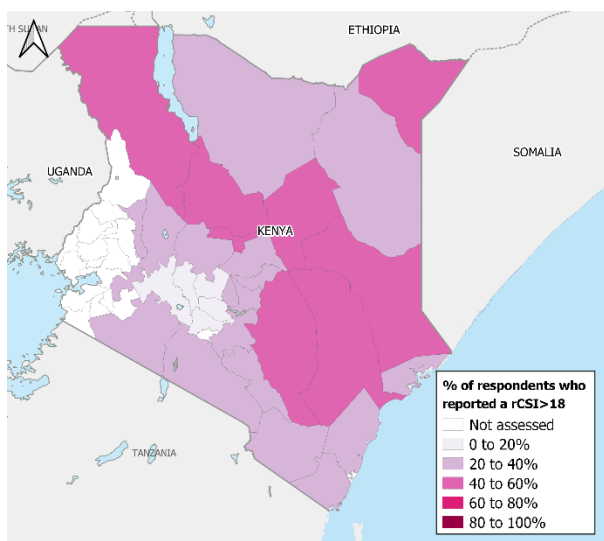 ETHIOPIA
SOMALIA
UGANDA
KENYA
TANZANIA
% of respondents who
reported a rCSI>18
Not assessed
0 to 20%
20 to 40%
40 to 60%
60 to 80%
80 to 100%